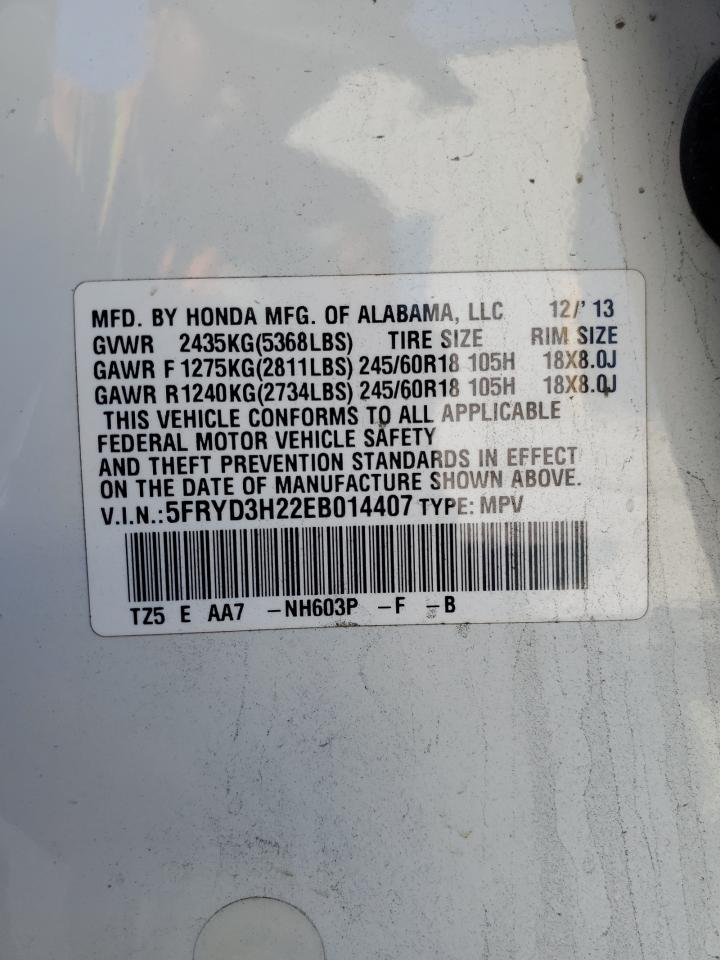 MFD. BY HONDA MFG. OF ALABAMA, LLC 12/'13
GVWR 2435KG(5368LBS) TIRE SIZE RIM SIZE
GAWR F 1275KG(2811LBS) 245/60R18 105H 18X8.0J
GAWR R 1240KG(2734LBS) 245/60R18 105H 18X8.0J
THIS VEHICLE CONFORMS TO ALL APPLICABLE
FEDERAL MOTOR VEHICLE SAFETY
AND THEFT PREVENTION STANDARDS IN EFFECT
ON THE DATE OF MANUFACTURE SHOWN ABOVE.
V.I.N.:5FRYD3H22EB014407 TYPE: MPV
TZ5 E AA7 –NH603P –F –B